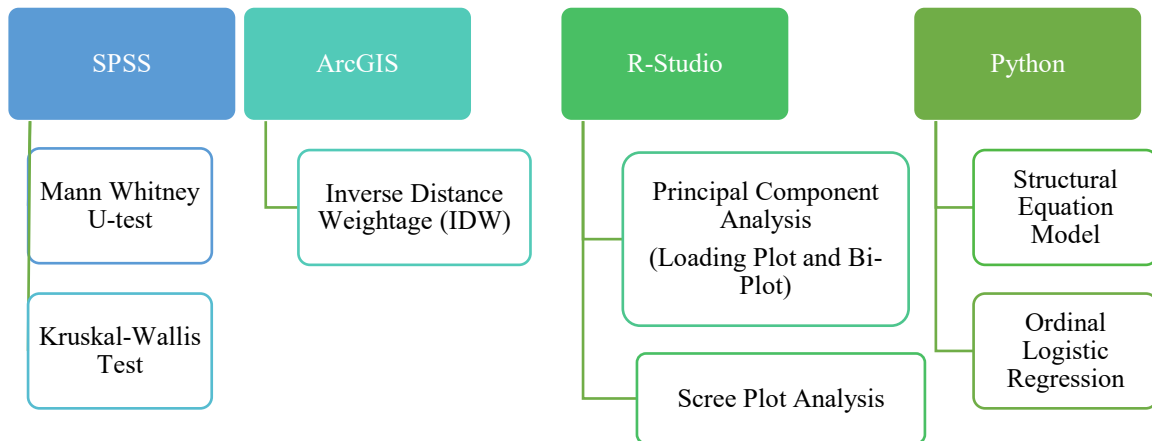 SPSS
Mann Whitney
U-test
Kruskal-Wallis
Test
ArcGIS
Inverse Distance
Weightage (IDW)
R-Studio
Principal Component
Analysis
(Loading Plot and Bi-
Plot)
Scree Plot Analysis
Python
Structural
Equation
Model
Ordinal
Logistic
Regression